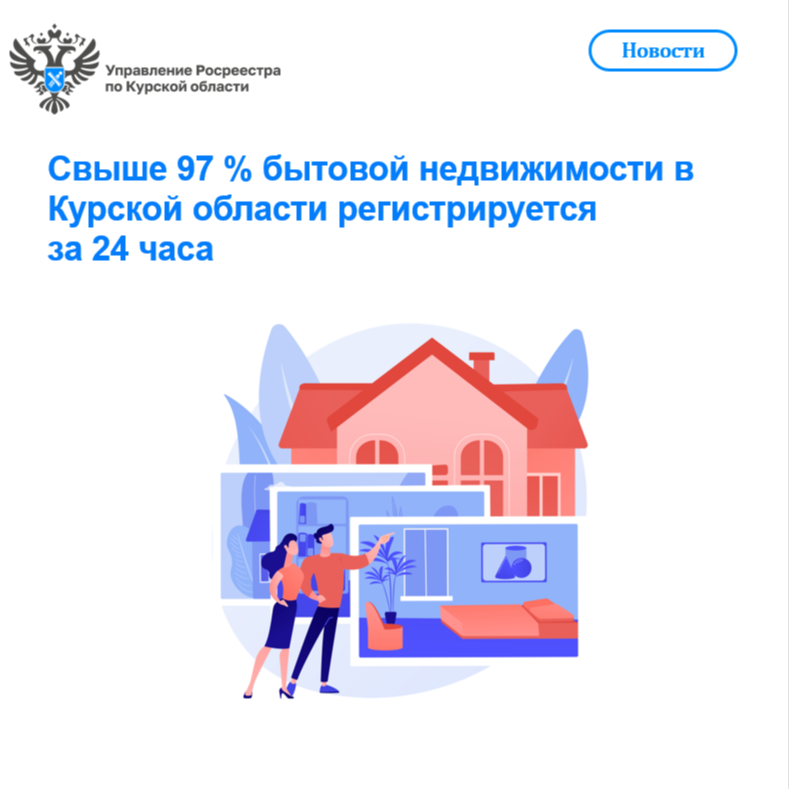 Управление Росреестра
по Курской области
Новости
Свыше 97 % бытовой недвижимости в
Курской области регистрируется
за 24 часа